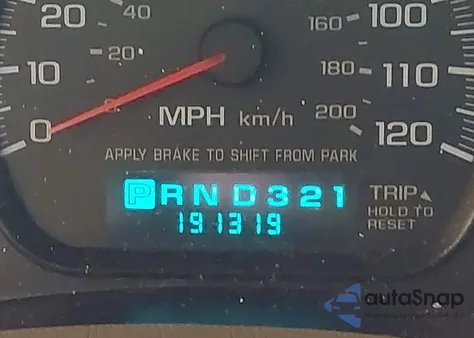 20 40 160 100
10 20 180 110
MPH km/h 200
0 120
APPLY BRAKE TO SHIFT FROM PARK
PRND321 TRIP
191319 HOLD TO
RESET
autoSnap